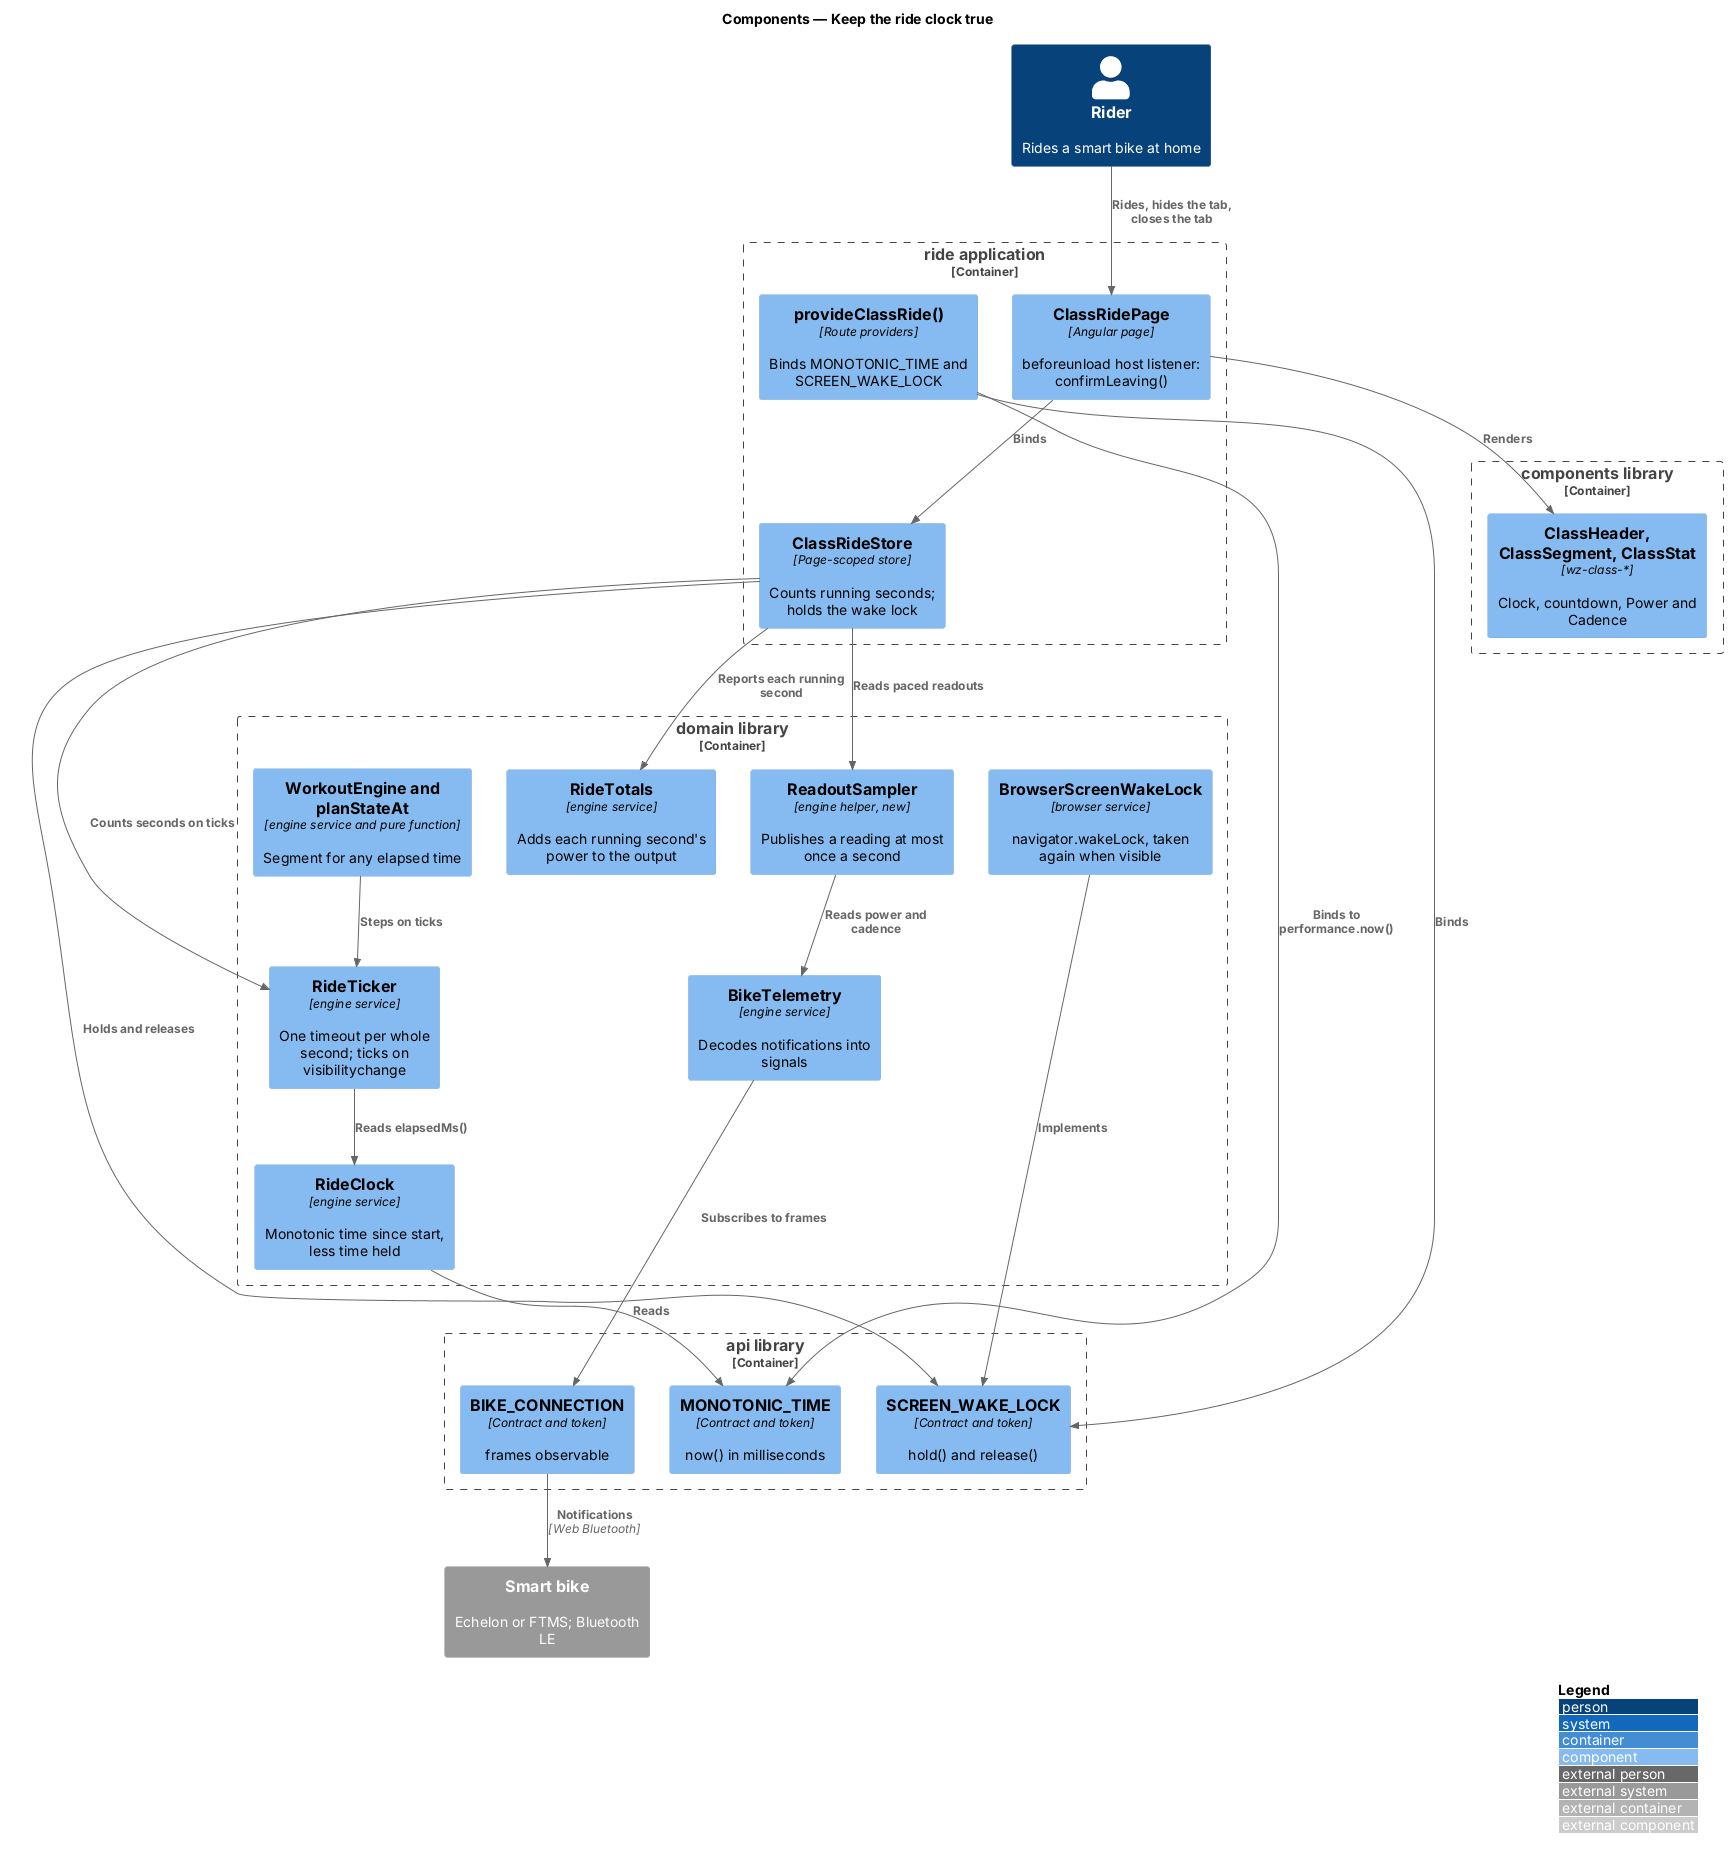 Components — Keep the ride clock true
Rider
Rides a smart bike at home
Rides, hides the tab,
closes the tab
ride application
[Container]
provideClassRide()
[Route providers]
Binds MONOTONIC_TIME and
SCREEN_WAKE_LOCK
ClassRidePage
[Angular page]
beforeunload host listener:
confirmLeaving()
Binds
Renders
components library
[Container]
ClassHeader,
ClassSegment, ClassStat
[wz-class-*]
Clock, countdown, Power and
Cadence
ClassRideStore
[Page-scoped store]
Counts running seconds;
holds the wake lock
Reports each running
second
Reads paced readouts
domain library
[Container]
WorkoutEngine and
planStateAt
[engine service and pure function]
Segment for any elapsed time
RideTotals
[engine service]
Adds each running second's
power to the output
ReadoutSampler
[engine helper, new]
Publishes a reading at most
once a second
BrowserScreenWakeLock
[browser service]
navigator.wakeLock, taken
again when visible
Counts seconds on ticks
Steps on ticks
Reads power and
cadence
Binds to
performance.now()
Binds
RideTicker
[engine service]
One timeout per whole
second; ticks on
visibilitychange
BikeTelemetry
[engine service]
Decodes notifications into
signals
Holds and releases
Reads elapsedMs()
Implements
RideClock
[engine service]
Monotonic time since start,
less time held
Subscribes to frames
Reads
api library
[Container]
BIKE_CONNECTION
[Contract and token]
frames observable
MONOTONIC_TIME
[Contract and token]
now() in milliseconds
SCREEN_WAKE_LOCK
[Contract and token]
hold() and release()
Notifications
[Web Bluetooth]
Smart bike
Echelon or FTMS; Bluetooth
LE
Legend
person
system
container
component
external person
external system
external container
external component